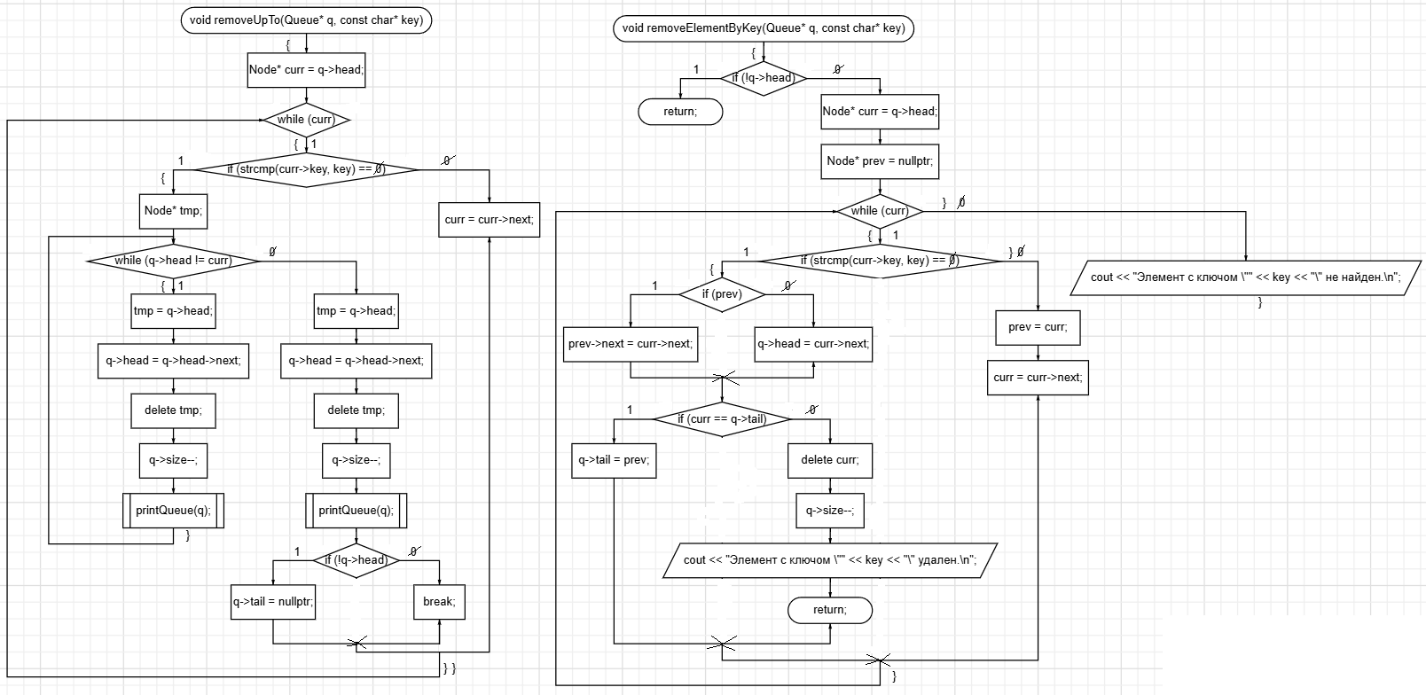 void removeUpTo(Queue* q, const char* key)
{
Node* curr = q->head;
while (curr)
{ 1
if (strcmp(curr->key, key) == 0)
1
0
{
Node* tmp;
curr = curr->next;
while (q->head != curr)
0
{ 1
tmp = q->head;
tmp = q->head;
q->head = q->head->next;
q->head = q->head->next;
delete tmp;
delete tmp;
q->size--;
q->size--;
printQueue(q);
printQueue(q);
}
if (!q->head)
1
0
q->tail = nullptr;
break;
} }
void removeElementByKey(Queue* q, const char* key)
{
if (!q->head)
1
0
return;
Node* curr = q->head;
Node* prev = nullptr;
while (curr)
} 0
{ 1
if (strcmp(curr->key, key) == 0)
1
} 0
cout << "Элемент с ключом \"" << key << "\" не найден.\n";
}
{
if (prev)
1
0
prev->next = curr->next;
q->head = curr->next;
prev = curr;
curr = curr->next;
if (curr == q->tail)
1
0
q->tail = prev;
delete curr;
q->size--;
cout << "Элемент с ключом \"" << key << "\" удален.\n";
return;
}